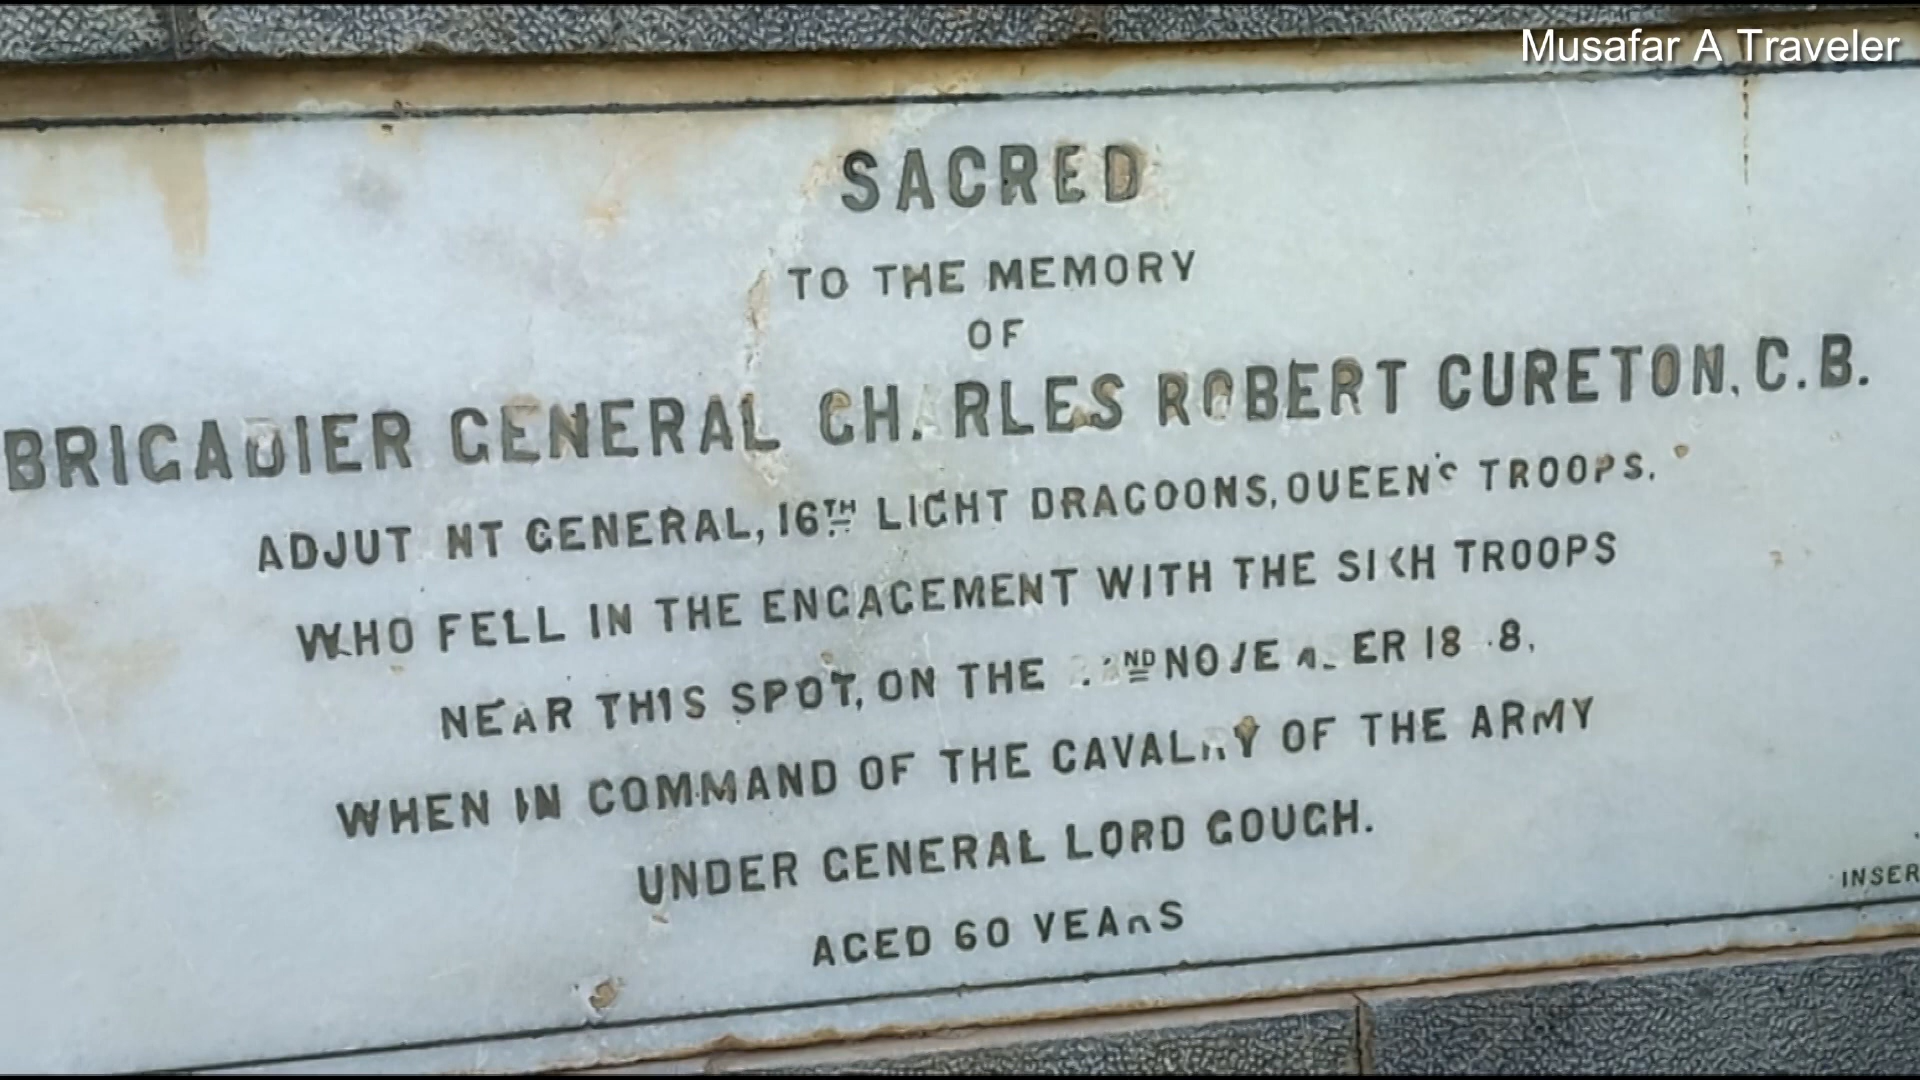 Musafar A Traveler
SACRED
TO THE MEMORY
OF
BRIGADIER GENERAL CHARLES ROBERT CURETON, C.B.
ADJUTANT GENERAL, 16TH LIGHT DRAGOONS, QUEEN'S TROOPS.
WHO FELL IN THE ENGAGEMENT WITH THE SIKH TROOPS
NEAR THIS SPOT, ON THE NOVEMBER
WHEN IN COMMAND OF THE CAVALRY OF THE ARMY
UNDER GENERAL LORD GOUGH.
AGED 60 YEARS